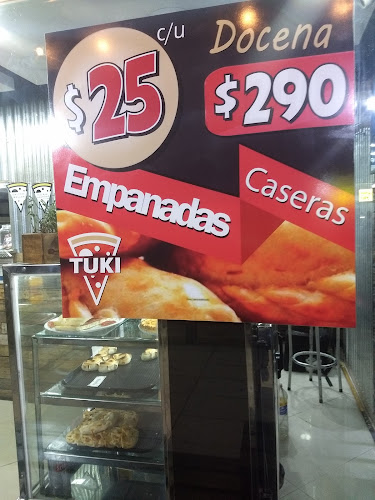 c/u
Docena
$25
$290
Empanadas
Caseras
TUKI